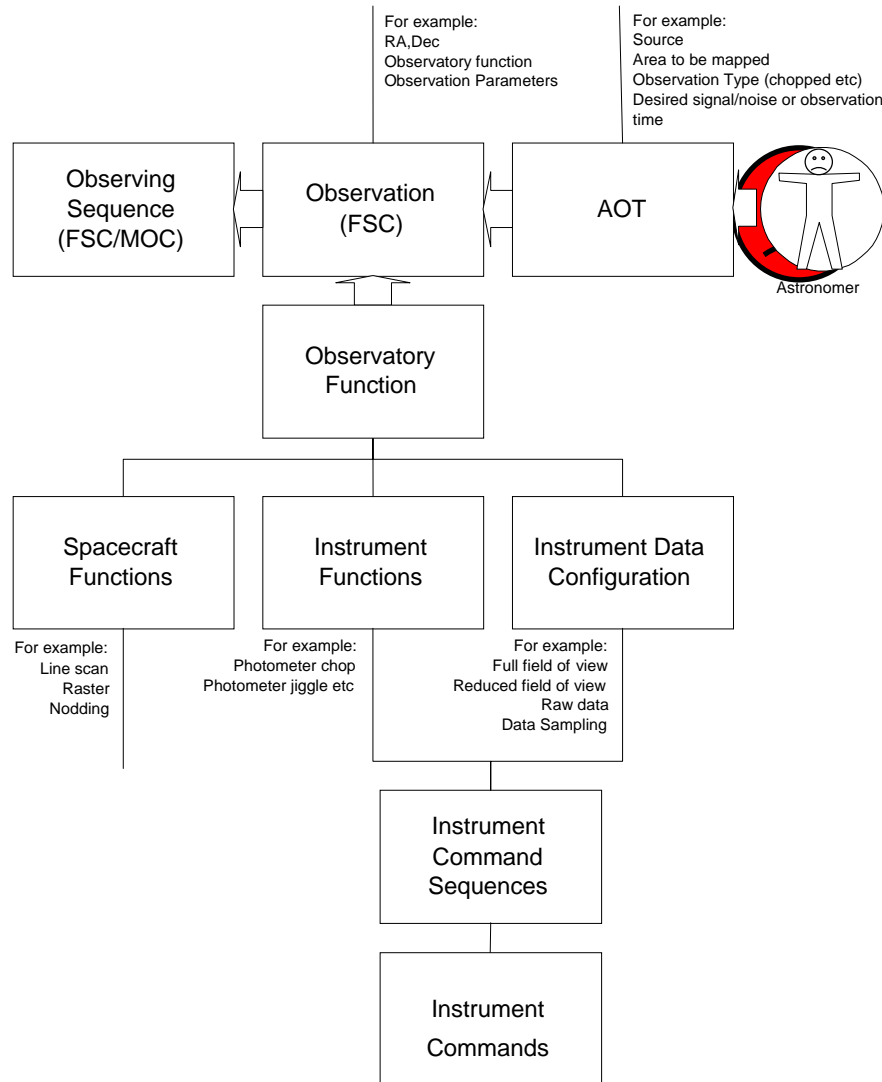 For example:
RA,Dec
Observatory function
Observation Parameters
For example:
Source
Area to be mapped
Observation Type (chopped etc)
Desired signal/noise or observation
time
Observing
Sequence
(FSC/MOC)
Observation
(FSC)
AOT
Astronomer
Observatory
Function
Spacecraft
Functions
Instrument
Functions
Instrument Data
Configuration
For example:
Line scan
Raster
Nodding
For example:
Photometer chop
Photometer jiggle etc
For example:
Full field of view
Reduced field of view
Raw data
Data Sampling
Instrument
Command
Sequences
Instrument
Commands